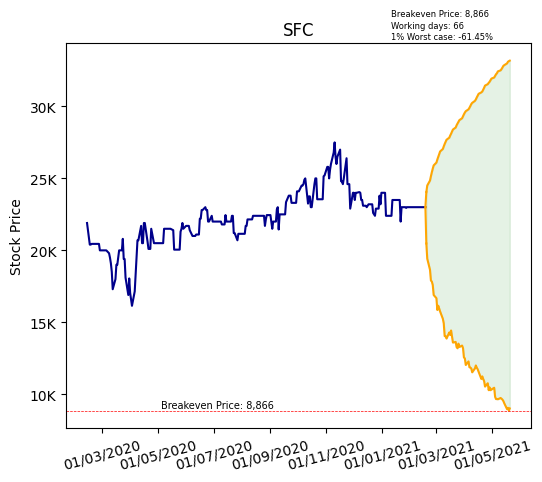 Breakeven Price: 8,866
Working days: 66
1% Worst case: -61.45%
SFC
Stock Price
30K
25K
20K
15K
10K
Breakeven Price: 8,866
01/03/2020
01/05/2020
01/07/2020
01/09/2020
01/11/2020
01/01/2021
01/03/2021
01/05/2021